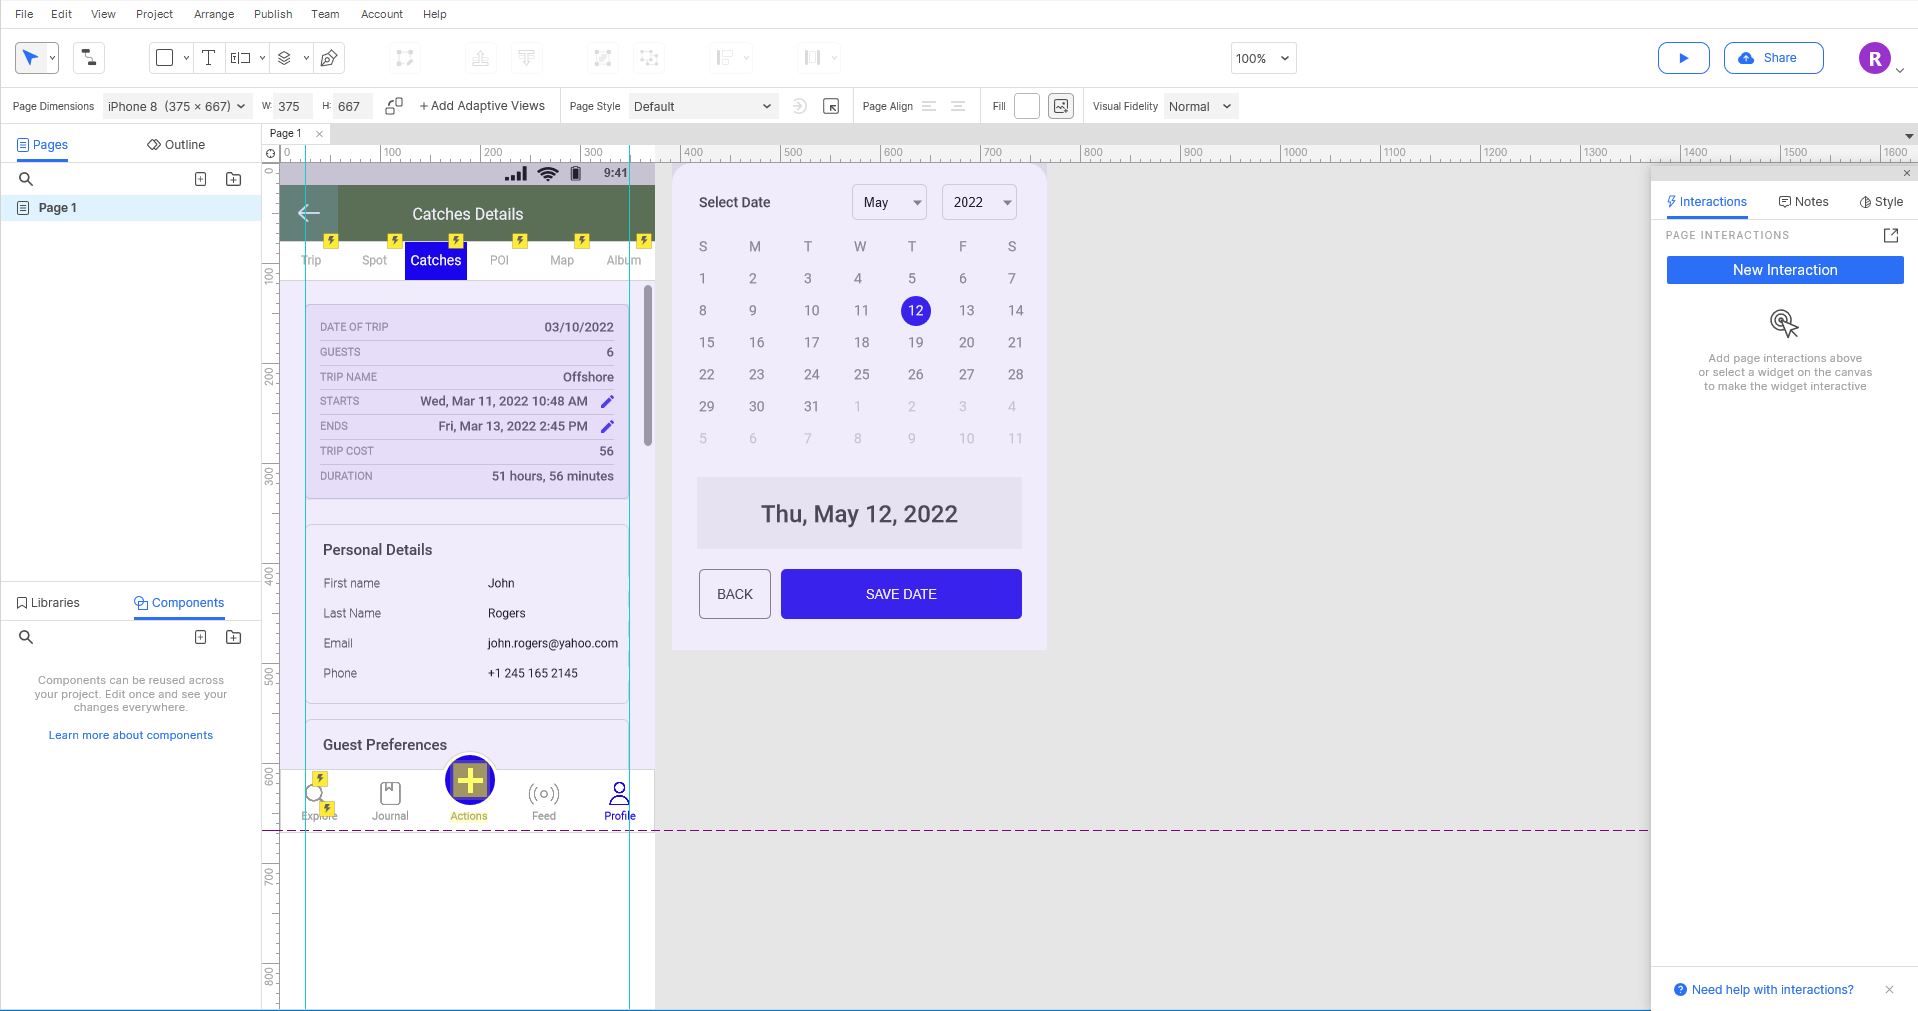 File Edit View Project Arrange Publish Team Account Help
100% Share R
Page Dimensions iPhone 8 (375 × 667) W: 375 H: 667 + Add Adaptive Views Page Style Default Page Align Fill Visual Fidelity Normal
Pages Outline
Page 1
Page 1
0 100 200 300 400 500 600 700 800 900 1000 1100 1200 1300 1400 1500 1600
0
100
200
300
400
500
600
700
800
9:41
Catches Details
Trip Spot Catches POI Map Album
DATE OF TRIP 03/10/2022
GUESTS 6
TRIP NAME Offshore
STARTS Wed, Mar 11, 2022 10:48 AM
ENDS Fri, Mar 13, 2022 2:45 PM
TRIP COST 56
DURATION 51 hours, 56 minutes
Personal Details
First name John
Last Name Rogers
Email john.rogers@yahoo.com
Phone +1 245 165 2145
Guest Preferences
Explore Journal Actions Feed Profile
Select Date May 2022
S M T W T F S
1 2 3 4 5 6 7
8 9 10 11 12 13 14
15 16 17 18 19 20 21
22 23 24 25 26 27 28
29 30 31 1 2 3 4
5 6 7 8 9 10 11
Thu, May 12, 2022
BACK SAVE DATE
Libraries Components
Components can be reused across
your project. Edit once and see your
changes everywhere.
Learn more about components
Interactions Notes Style
PAGE INTERACTIONS
New Interaction
Add page interactions above
or select a widget on the canvas
to make the widget interactive
Need help with interactions?